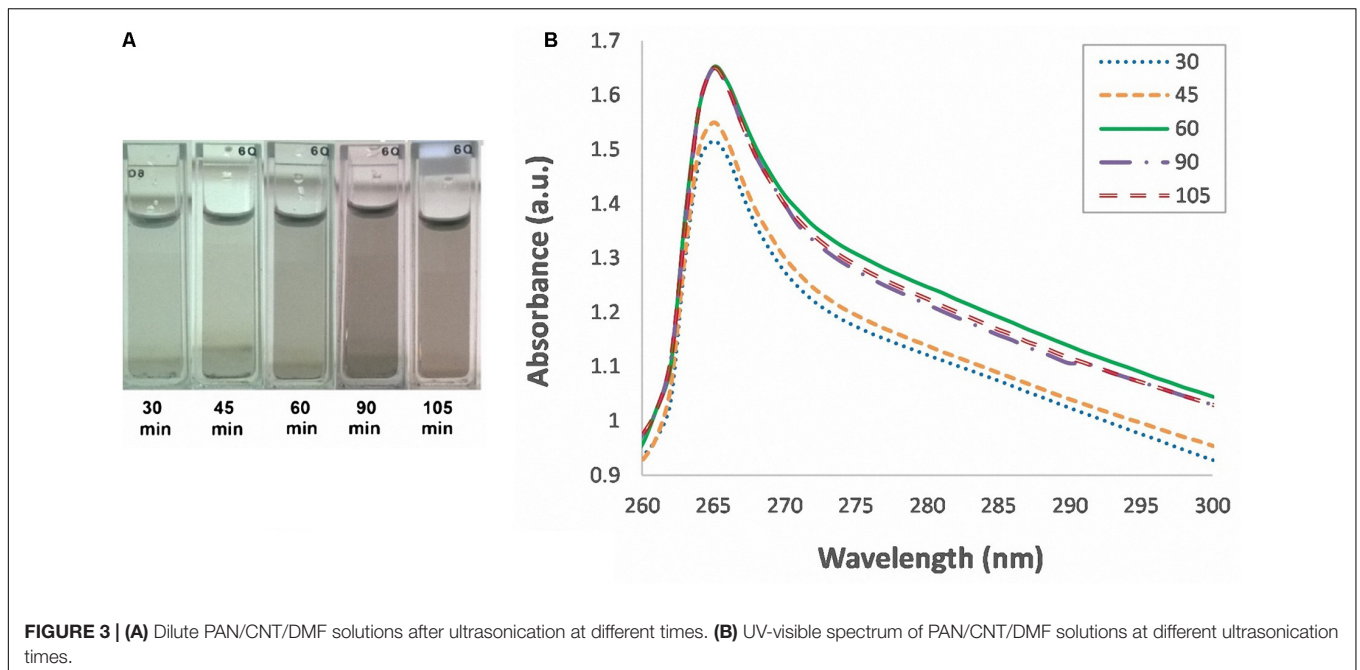 A
60
60
60
60
30 min
45 min
60 min
90 min
105 min
B
Absorbance (a.u.)
1.7
1.6
1.5
1.4
1.3
1.2
1.1
1
0.9
260 265 270 275 280 285 290 295 300
Wavelength (nm)
30
45
60
90
105
FIGURE 3 | (A) Dilute PAN/CNT/DMF solutions after ultrasonication at different times. (B) UV-visible spectrum of PAN/CNT/DMF solutions at different ultrasonication
times.